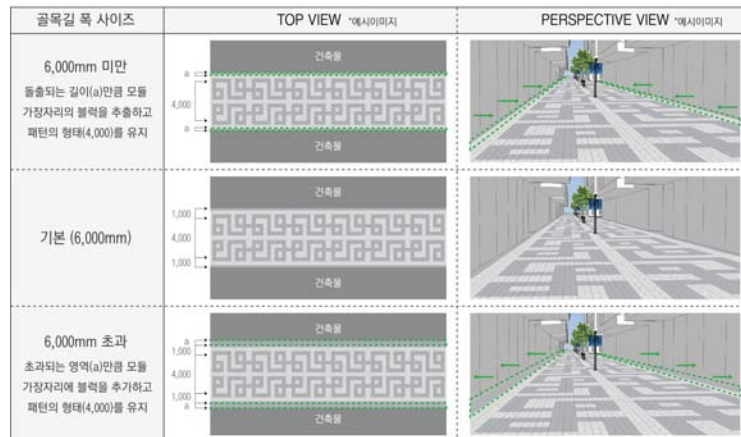 골목길 폭 사이즈
TOP VIEW *예시이미지
PERSPECTIVE VIEW *예시이미지
6,000mm 미만
돌출되는 길이(a)만큼 모듈
가장자리의 블럭을 추출하고
패턴의 형태(4,000)를 유지
건축물
a
4,000
a
건축물
기본 (6,000mm)
건축물
1,000
4,000
1,000
건축물
6,000mm 초과
초과되는 영역(a)만큼 모듈
가장자리에 블럭을 추가하고
패턴의 형태(4,000)를 유지
건축물
a
1,000
4,000
1,000
a
건축물